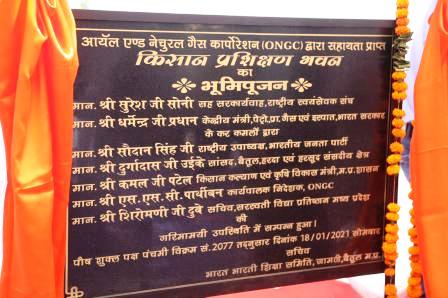 आयॅल एण्ड नेचुरल गैस कार्पोरेशन (ONGC) द्वारा सहायता प्राप्त
किसान प्रशिक्षण भवन
का
भूमिपूजन
मान. श्री सुरेश जी सोनी सह सरकार्यवाह, राष्ट्रीय स्वयंसेवक संघ
मान. श्री धर्मेन्द्र जी प्रधान केन्द्रीय मंत्री, पेट्रो, प्रा. गैस एवं इस्पात, भारत सरकार
के कर कमलों द्वारा
मान. श्री सौदान सिंह जी राष्ट्रीय उपाध्यक्ष, भारतीय जनता पार्टी
मान. श्री दुर्गादास जी उईके सांसद, बैतूल, हरदा एवं हरसूद संसदीय क्षेत्र
मान. श्री कमल जी पटेल किसान कल्याण एवं कृषि विकास मंत्री, म.प्र. शासन
मान. श्री एस. एस. सी. पार्थीबन कार्यपालक निदेशक, ONGC
मान. श्री शिरोमणी जी दुबे सचिव, सरस्वती विद्या प्रतिष्ठान मध्य प्रदेश
की
गरिमामयी उपस्थिति में सम्पन्न हुआ।
पौष शुक्ल पक्ष पंचमी विक्रम सं. 2077 तदनुसार दिनांक 18/01/2021 सोमवार
सचिव
भारत भारती शिक्षा समिति, जामठी, बैतूल म.प्र.